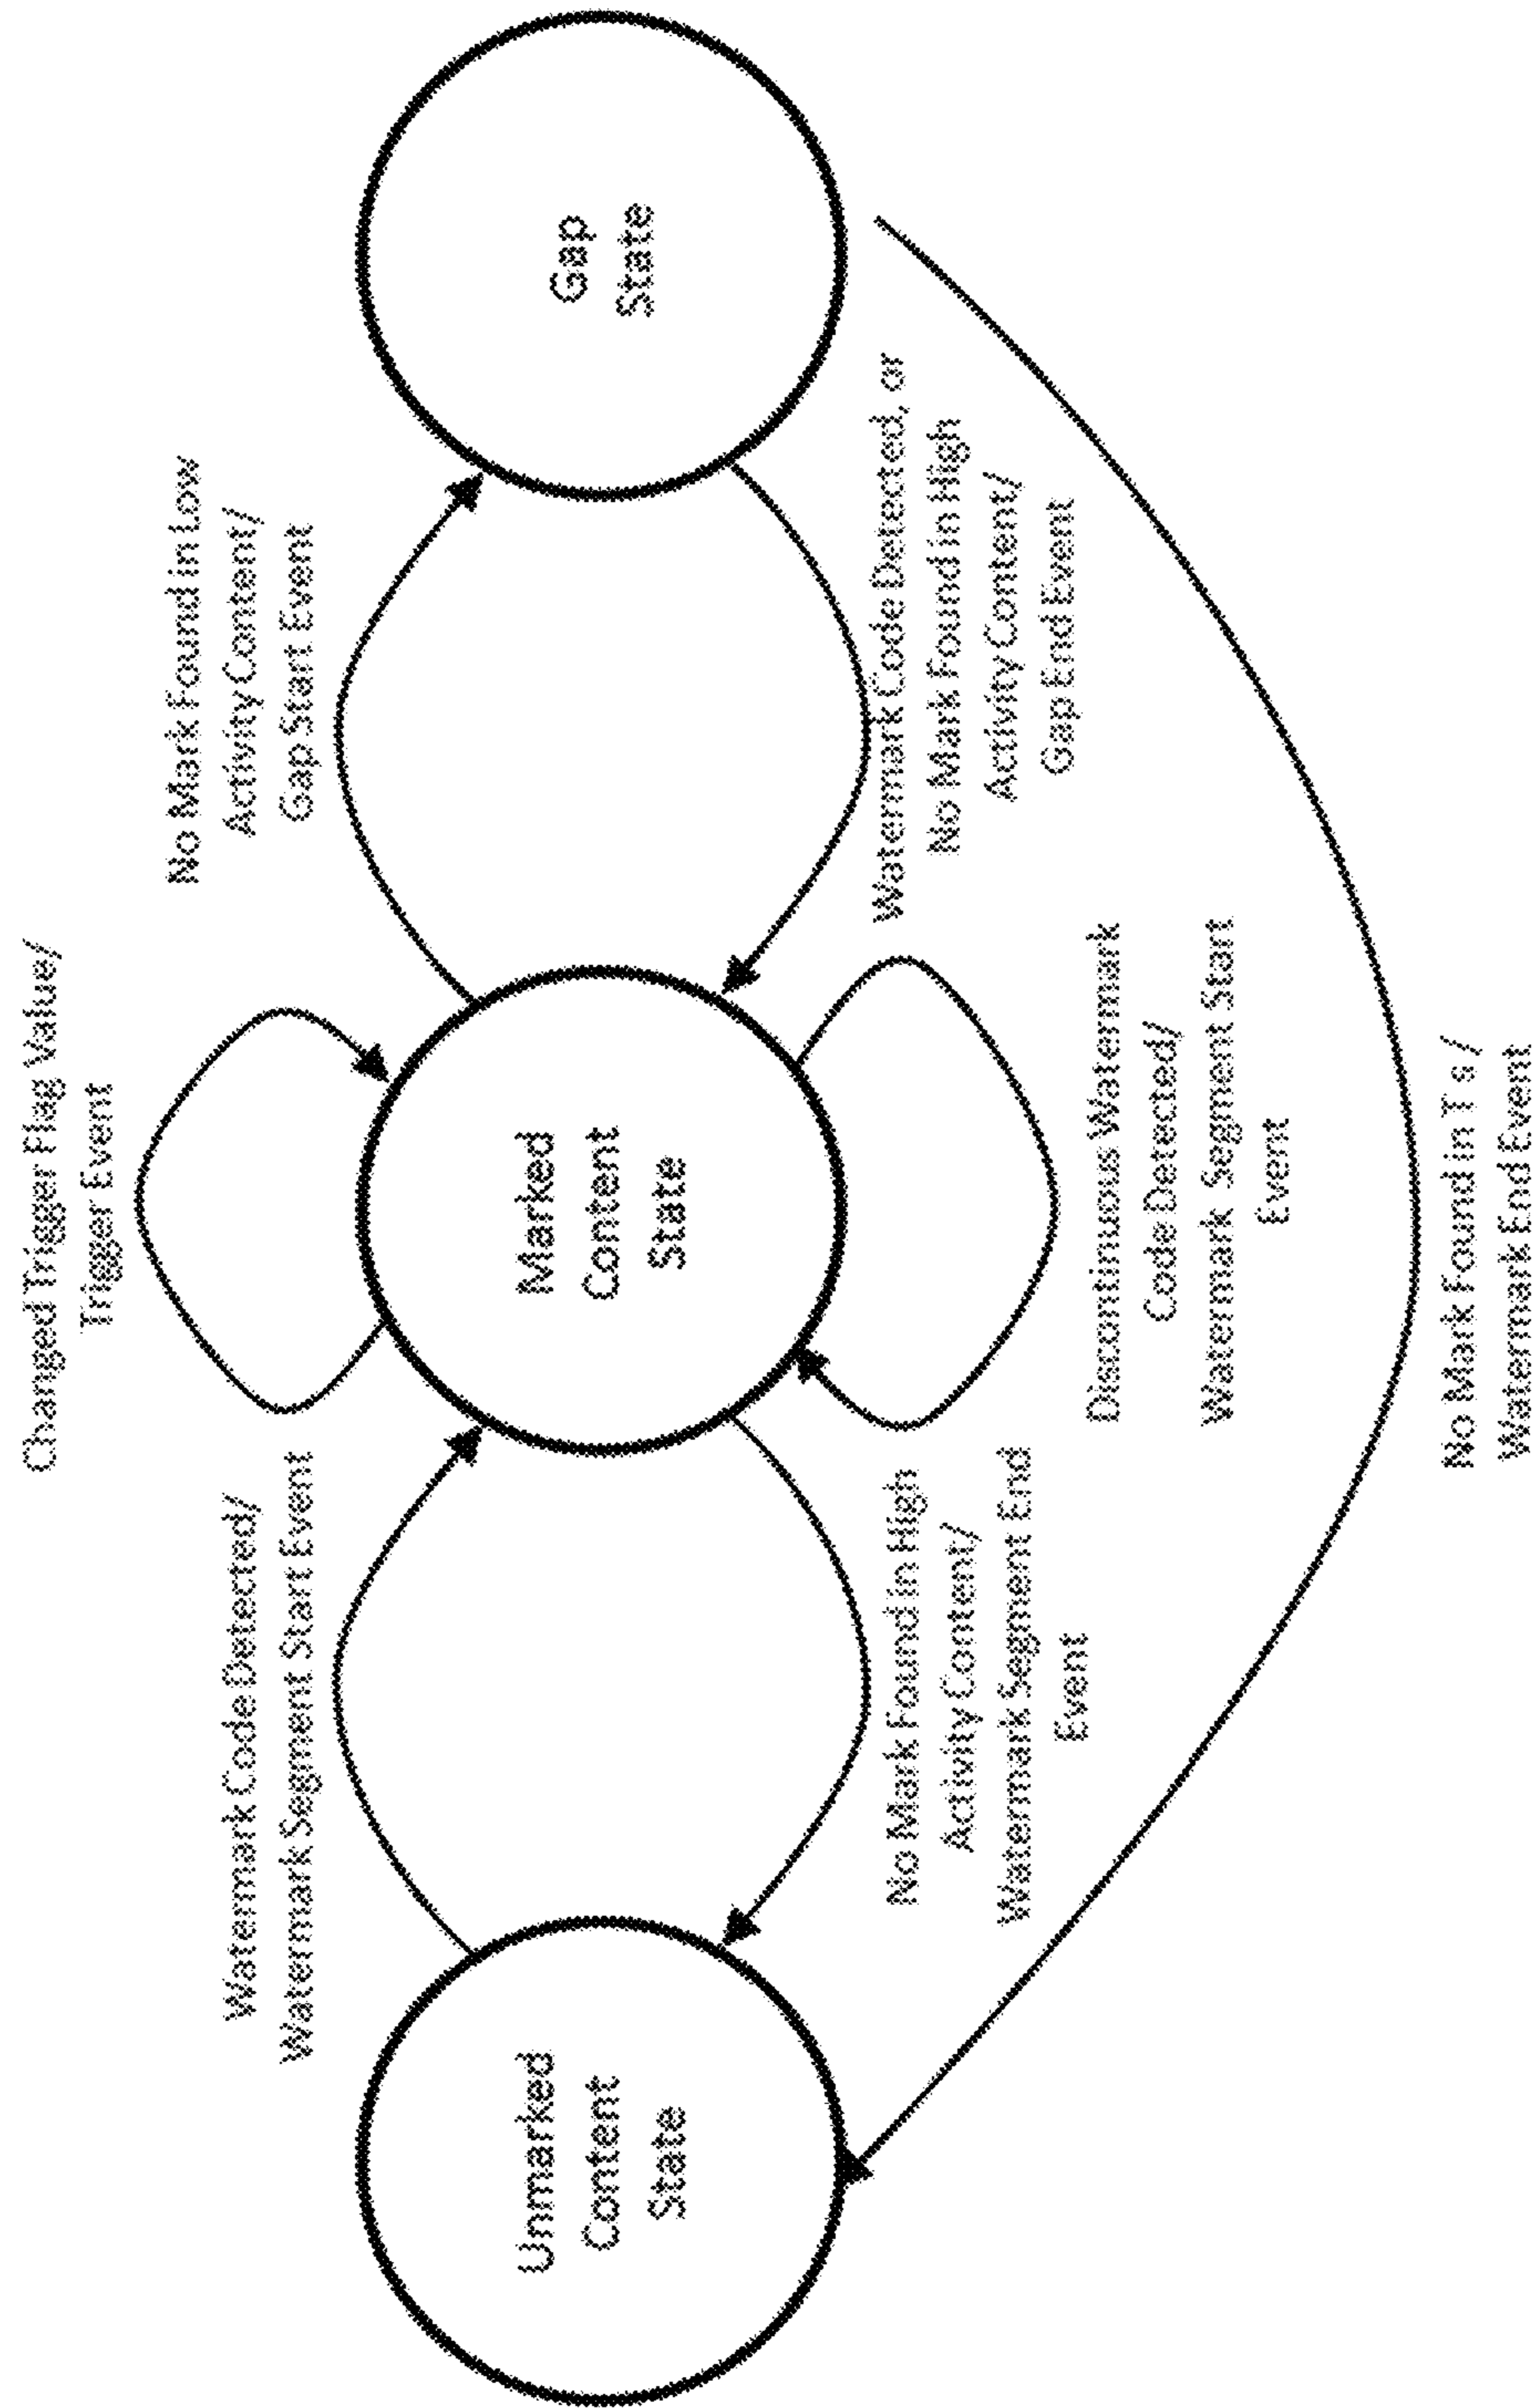 Changed Trigger Flag Value/
Trigger Event
Watermark Code Detected/
Watermark Segment Start Event
No Mark Found in Low
Activity Content/
Gap Start Event
Unmarked
Content
State
Marked
Content
State
Gap
State
No Mark Found in High
Activity Content/
Watermark Segment End
Event
Watermark Code Detected, or
No Mark Found in High
Activity Content/
Gap End Event
Discontinuous Watermark
Code Detected/
Watermark Segment Start
Event
No Mark Found in T s /
Watermark End Event